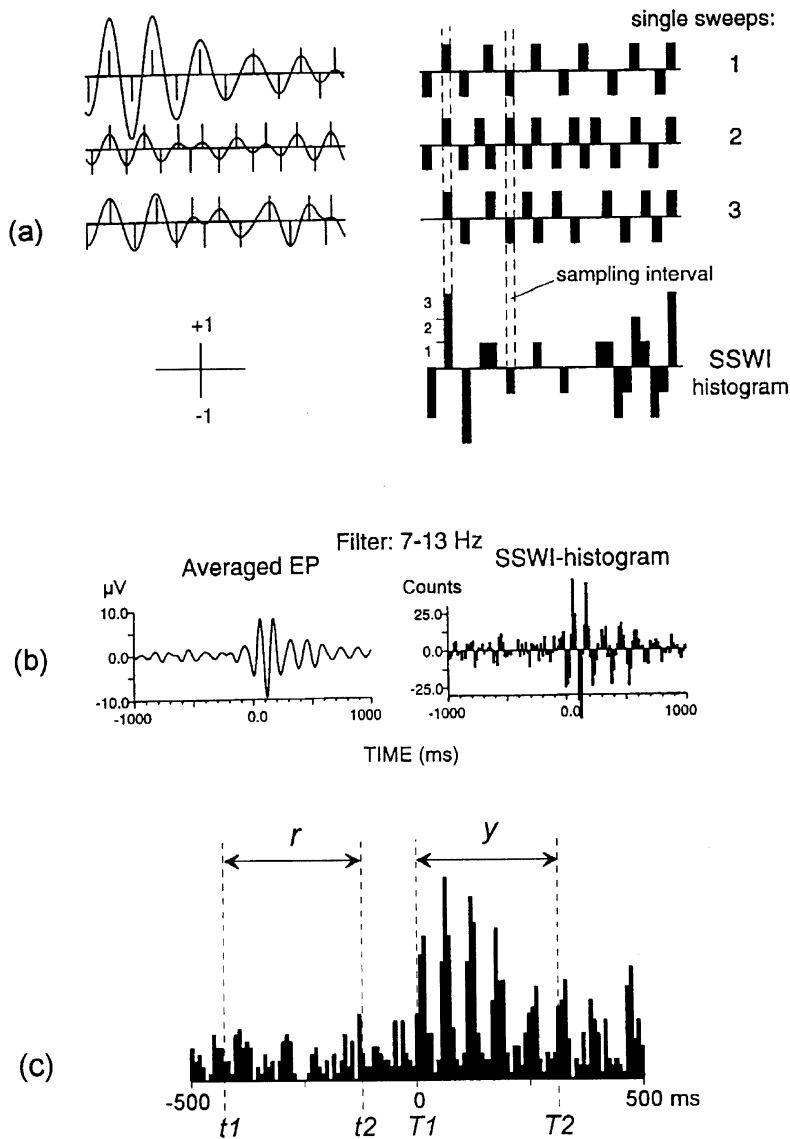 single sweeps:
1
2
3
(a)
sampling interval
+1
-1
3
2
1
SSWI
histogram
Filter: 7-13 Hz
Averaged EP
SSWI-histogram
µV
Counts
10.0
0.0
-10.0
25.0
0.0
-25.0
(b)
-1000
0.0
1000
-1000
0.0
1000
TIME (ms)
r
y
(c)
-500
0
500 ms
t1
t2
T1
T2